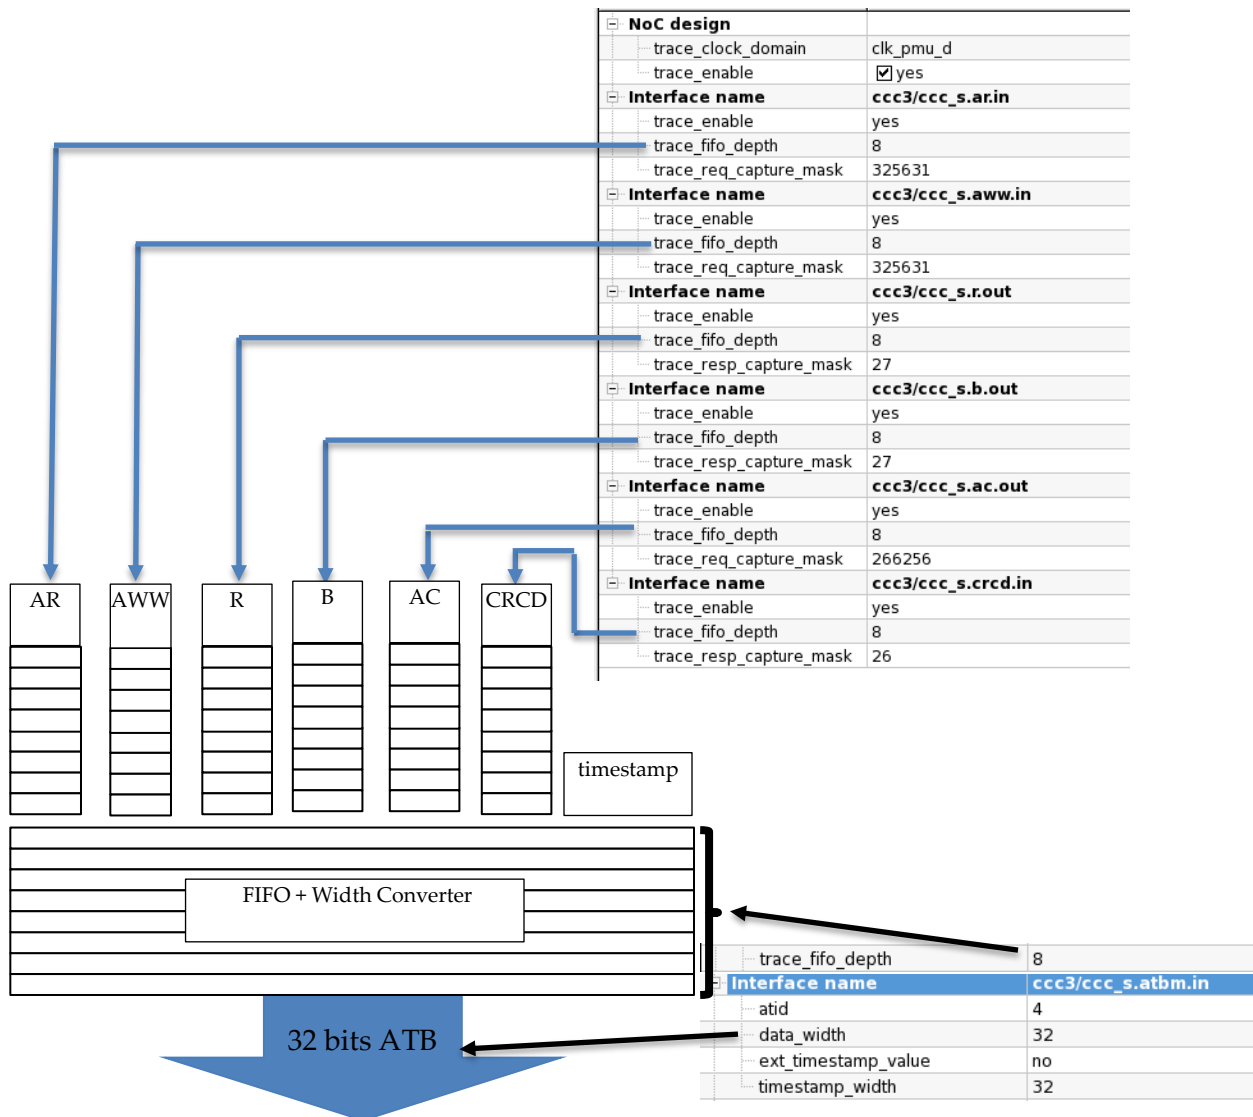 NoC design
trace_clock_domain clk_pmu_d
trace_enable yes
Interface name ccc3/ccc_s.ar.in
trace_enable yes
trace_fifo_depth 8
trace_req_capture_mask 325631
Interface name ccc3/ccc_s.aww.in
trace_enable yes
trace_fifo_depth 8
trace_req_capture_mask 325631
Interface name ccc3/ccc_s.r.out
trace_enable yes
trace_fifo_depth 8
trace_resp_capture_mask 27
Interface name ccc3/ccc_s.b.out
trace_enable yes
trace_fifo_depth 8
trace_resp_capture_mask 27
Interface name ccc3/ccc_s.ac.out
trace_enable yes
trace_fifo_depth 8
trace_req_capture_mask 266256
Interface name ccc3/ccc_s.crcd.in
trace_enable yes
trace_fifo_depth 8
trace_resp_capture_mask 26
AR AWW R B AC CRCD
timestamp
FIFO + Width Converter
trace_fifo_depth 8
Interface name ccc3/ccc_s.atbm.in
atid 4
data_width 32
ext_timestamp_value no
timestamp_width 32
32 bits ATB